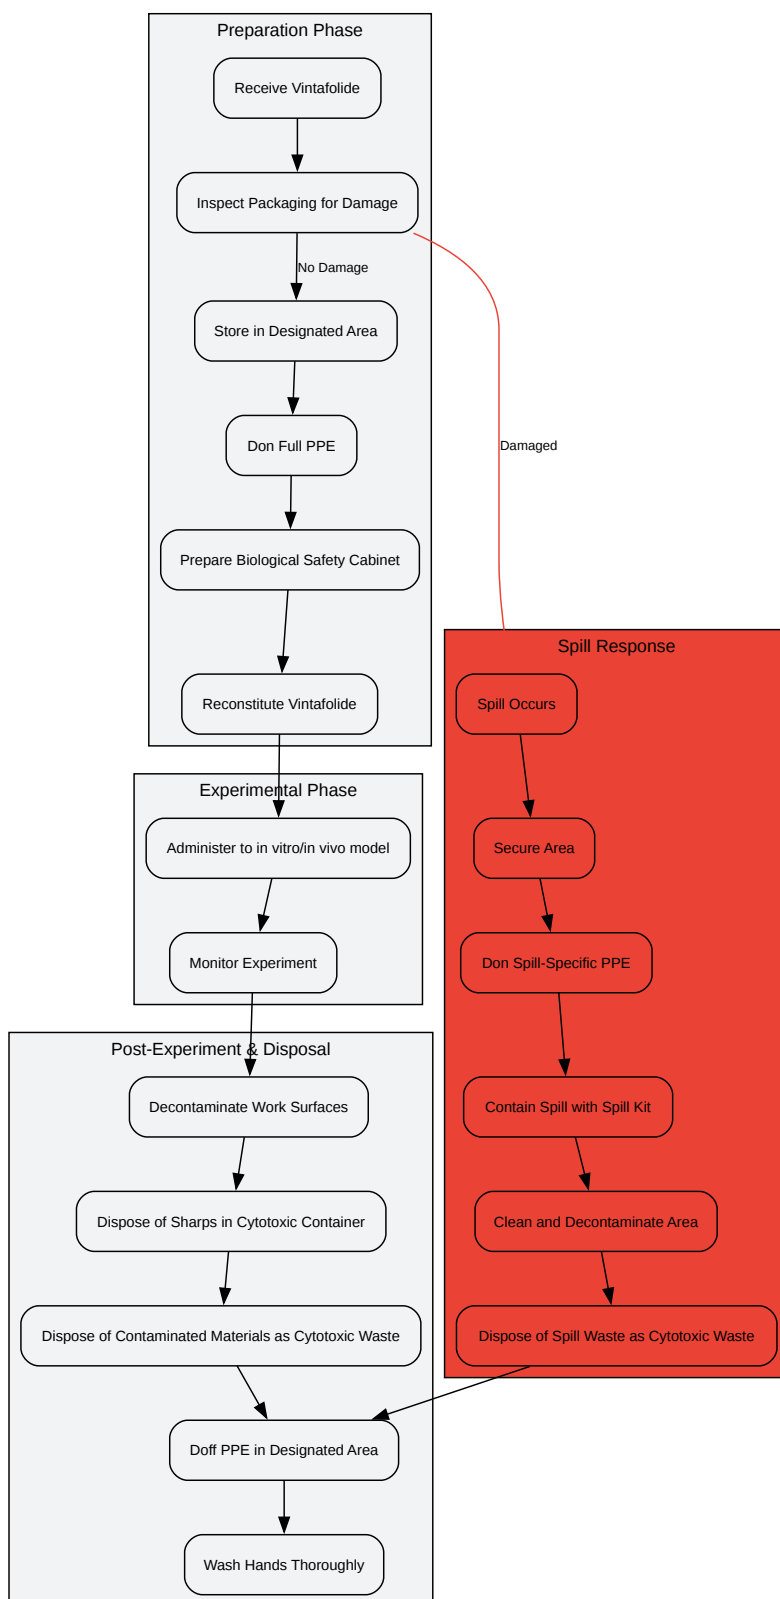 Preparation Phase
Receive Vintafolide
Inspect Packaging for Damage
No Damage
Store in Designated Area
Don Full PPE
Damaged
Prepare Biological Safety Cabinet
Reconstitute Vintafolide
Experimental Phase
Administer to in vitro/in vivo model
Monitor Experiment
Post-Experiment & Disposal
Decontaminate Work Surfaces
Dispose of Sharps in Cytotoxic Container
Dispose of Contaminated Materials as Cytotoxic Waste
Doff PPE in Designated Area
Wash Hands Thoroughly
Spill Response
Spill Occurs
Secure Area
Don Spill-Specific PPE
Contain Spill with Spill Kit
Clean and Decontaminate Area
Dispose of Spill Waste as Cytotoxic Waste